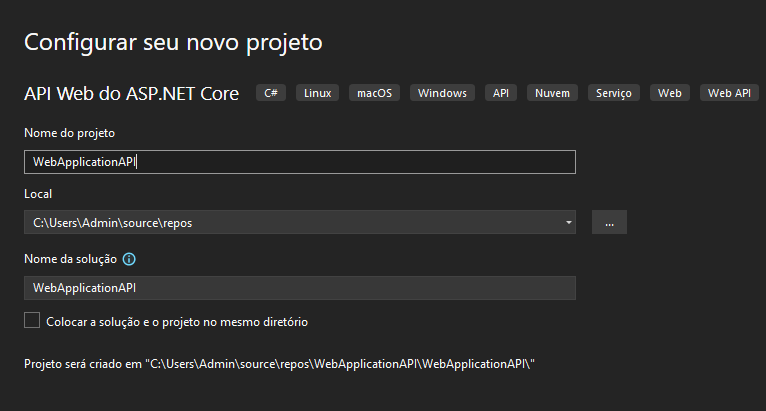 Configurar seu novo projeto
API Web do ASP.NET Core C# Linux macOS Windows API Nuvem Serviço Web Web API
Nome do projeto
WebApplicationAPI
Local
C:\Users\Admin\source\repos
...
Nome da solução
WebApplicationAPI
Colocar a solução e o projeto no mesmo diretório
Projeto será criado em "C:\Users\Admin\source\repos\WebApplicationAPI\WebApplicationAPI\"